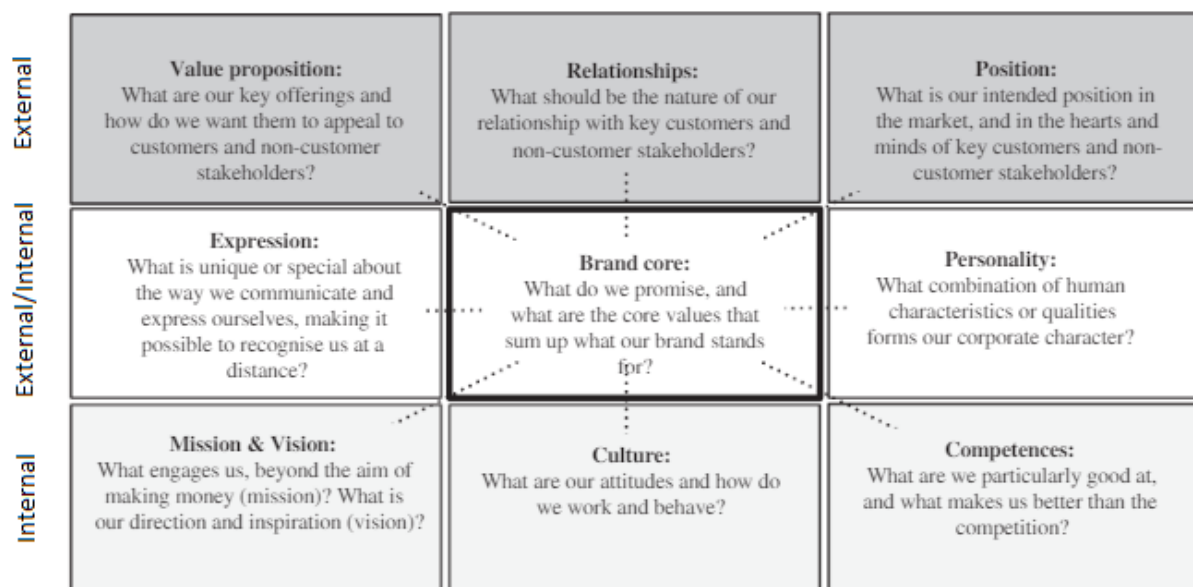 External
Value proposition:
What are our key offerings and
how do we want them to appeal to
customers and non-customer
stakeholders?
Relationships:
What should be the nature of our
relationship with key customers and
non-customer stakeholders?
Position:
What is our intended position in
the market, and in the hearts and
minds of key customers and non-
customer stakeholders?
External/Internal
Expression:
What is unique or special about
the way we communicate and
express ourselves, making it
possible to recognise us at a
distance?
Brand core:
What do we promise, and
what are the core values that
sum up what our brand stands
for?
Personality:
What combination of human
characteristics or qualities
forms our corporate character?
Internal
Mission & Vision:
What engages us, beyond the aim of
making money (mission)? What is
our direction and inspiration (vision)?
Culture:
What are our attitudes and how do
we work and behave?
Competences:
What are we particularly good at,
and what makes us better than the
competition?